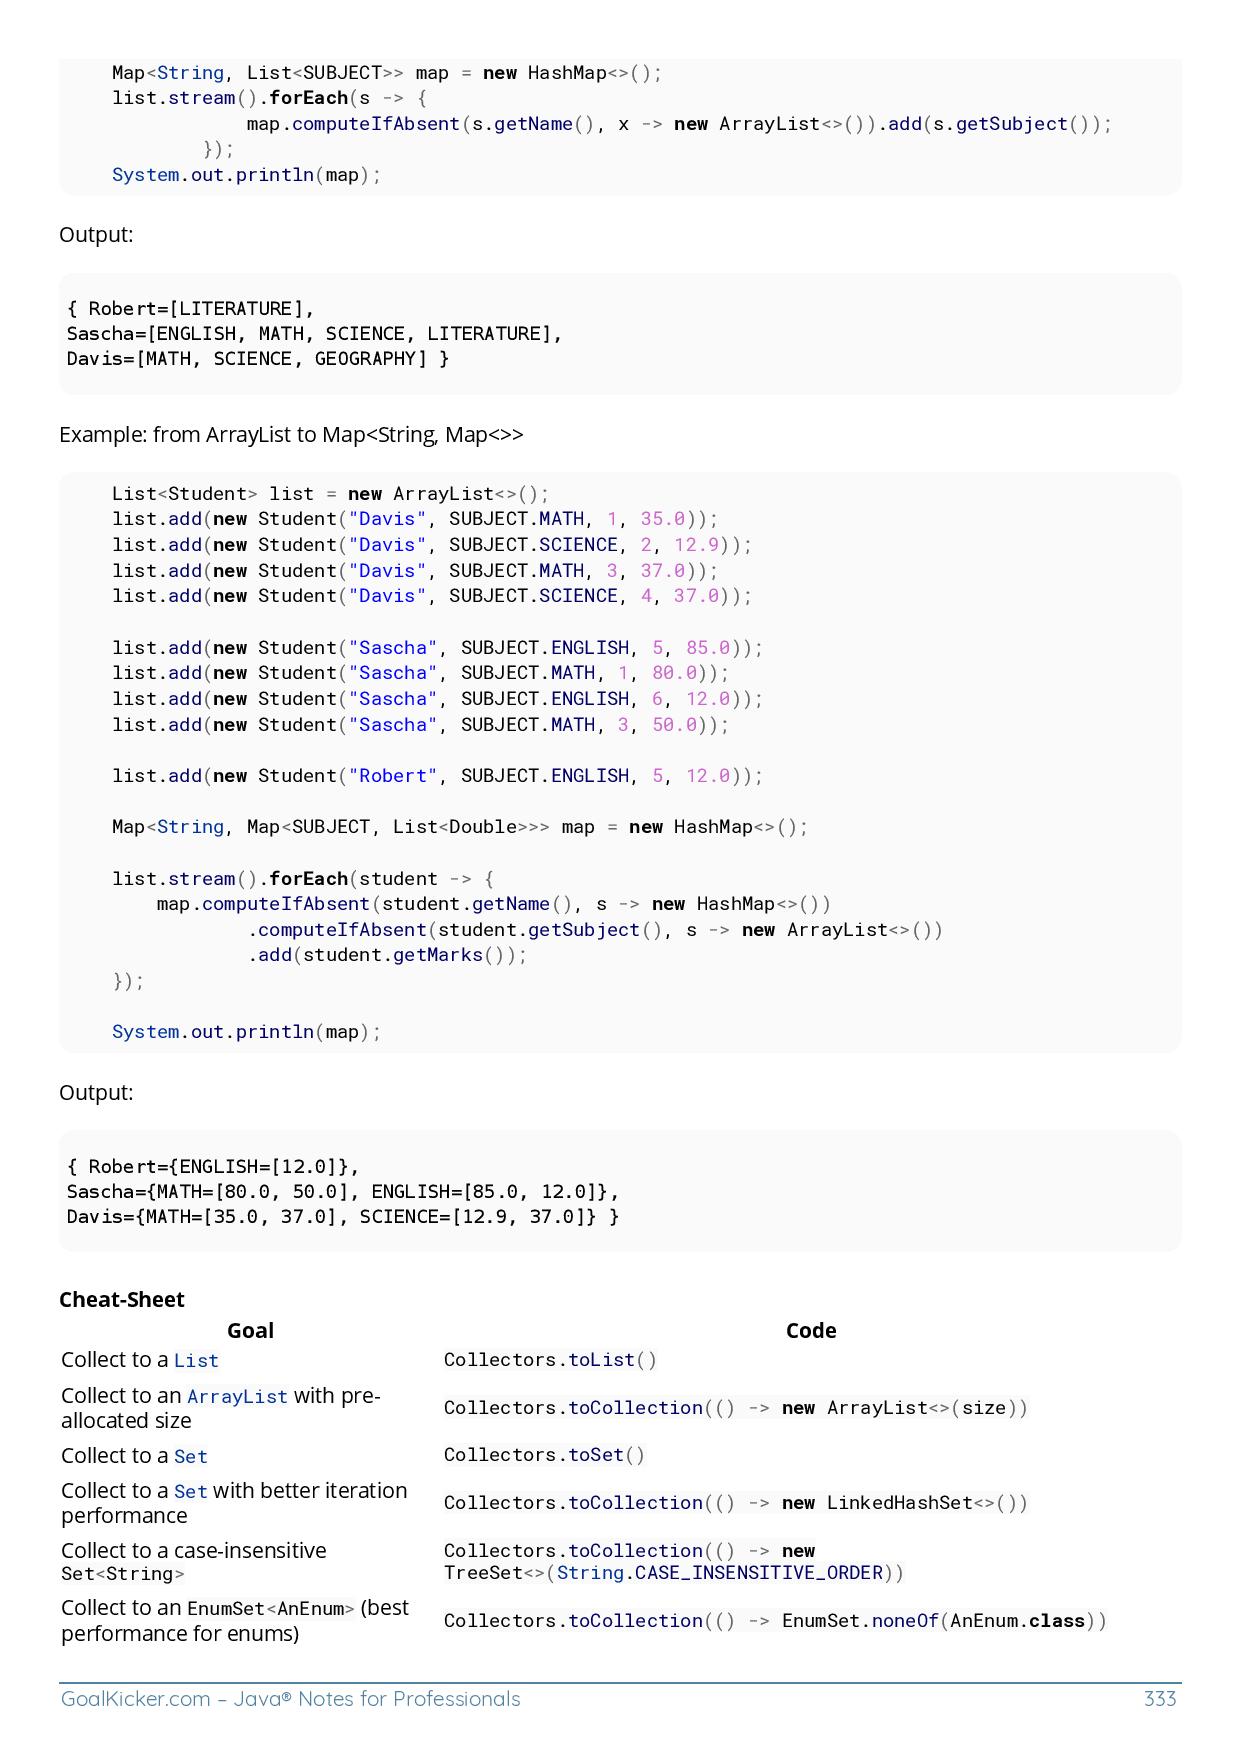 Map<String, List<SUBJECT>> map = new HashMap<>();
list.stream().forEach(s -> {
map.computeIfAbsent(s.getName(), x -> new ArrayList<>()).add(s.getSubject());
});
System.out.println(map);
Output:
{ Robert=[LITERATURE],
Sascha=[ENGLISH, MATH, SCIENCE, LITERATURE],
Davis=[MATH, SCIENCE, GEOGRAPHY] }
Example: from ArrayList to Map<String, Map<>>
List<Student> list = new ArrayList<>();
list.add(new Student("Davis", SUBJECT.MATH, 1, 35.0));
list.add(new Student("Davis", SUBJECT.SCIENCE, 2, 12.9));
list.add(new Student("Davis", SUBJECT.MATH, 3, 37.0));
list.add(new Student("Davis", SUBJECT.SCIENCE, 4, 37.0));
list.add(new Student("Sascha", SUBJECT.ENGLISH, 5, 85.0));
list.add(new Student("Sascha", SUBJECT.MATH, 1, 80.0));
list.add(new Student("Sascha", SUBJECT.ENGLISH, 6, 12.0));
list.add(new Student("Sascha", SUBJECT.MATH, 3, 50.0));
list.add(new Student("Robert", SUBJECT.ENGLISH, 5, 12.0));
Map<String, Map<SUBJECT, List<Double>>> map = new HashMap<>();
list.stream().forEach(student -> {
map.computeIfAbsent(student.getName(), s -> new HashMap<>())
.computeIfAbsent(student.getSubject(), s -> new ArrayList<>())
.add(student.getMarks());
});
System.out.println(map);
Output:
{ Robert={ENGLISH=[12.0]},
Sascha={MATH=[80.0, 50.0], ENGLISH=[85.0, 12.0]},
Davis={MATH=[35.0, 37.0], SCIENCE=[12.9, 37.0]} }
Cheat-Sheet
Goal Code
Collect to a List Collectors.toList()
Collect to an ArrayList with pre-
allocated size
Collectors.toCollection(() -> new ArrayList<>(size))
Collect to a Set Collectors.toSet()
Collect to a Set with better iteration
performance
Collectors.toCollection(() -> new LinkedHashSet<>())
Collect to a case-insensitive
Set<String>
Collectors.toCollection(() -> new
TreeSet<>(String.CASE_INSENSITIVE_ORDER))
Collect to an EnumSet<AnEnum> (best
performance for enums)
Collectors.toCollection(() -> EnumSet.noneOf(AnEnum.class))
GoalKicker.com – Java® Notes for Professionals 333